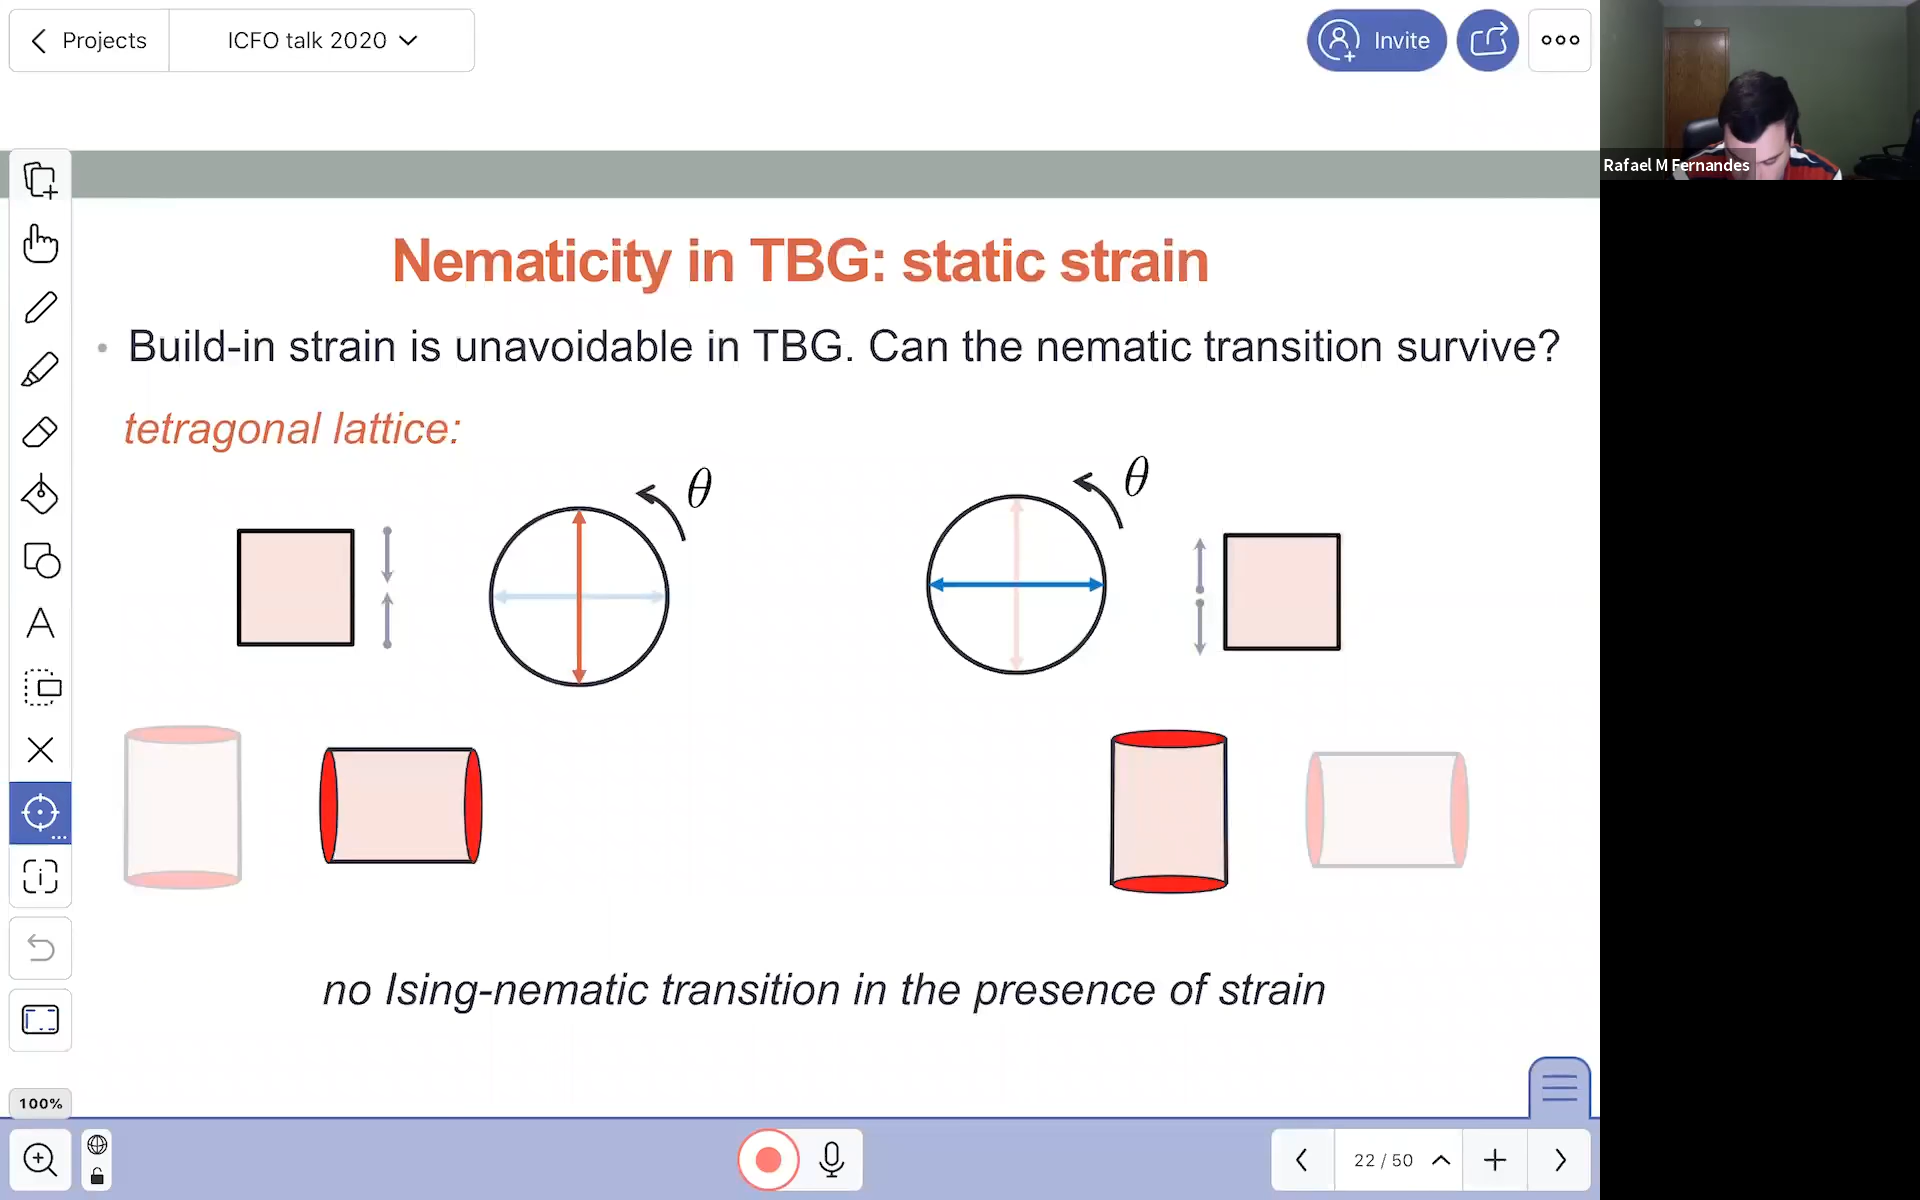 Projects
ICFO talk 2020
Invite
Rafael M Fernandes
Nematicity in TBG: static strain
• Build-in strain is unavoidable in TBG. Can the nematic transition survive?
tetragonal lattice:
θ
θ
no Ising-nematic transition in the presence of strain
100%
22 / 50